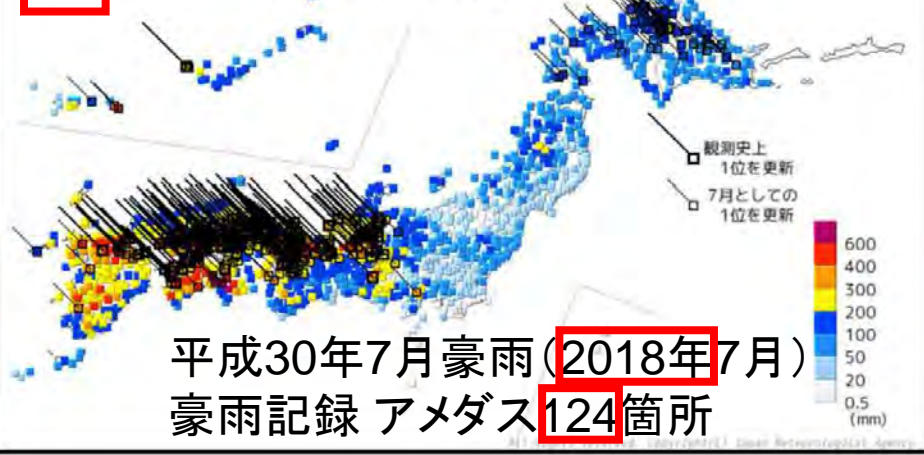 観測史上
1位を更新
7月としての
1位を更新
600
400
300
200
100
50
20
0.5
(mm)
平成30年7月豪雨(2018年7月)
豪雨記録 アメダス124箇所